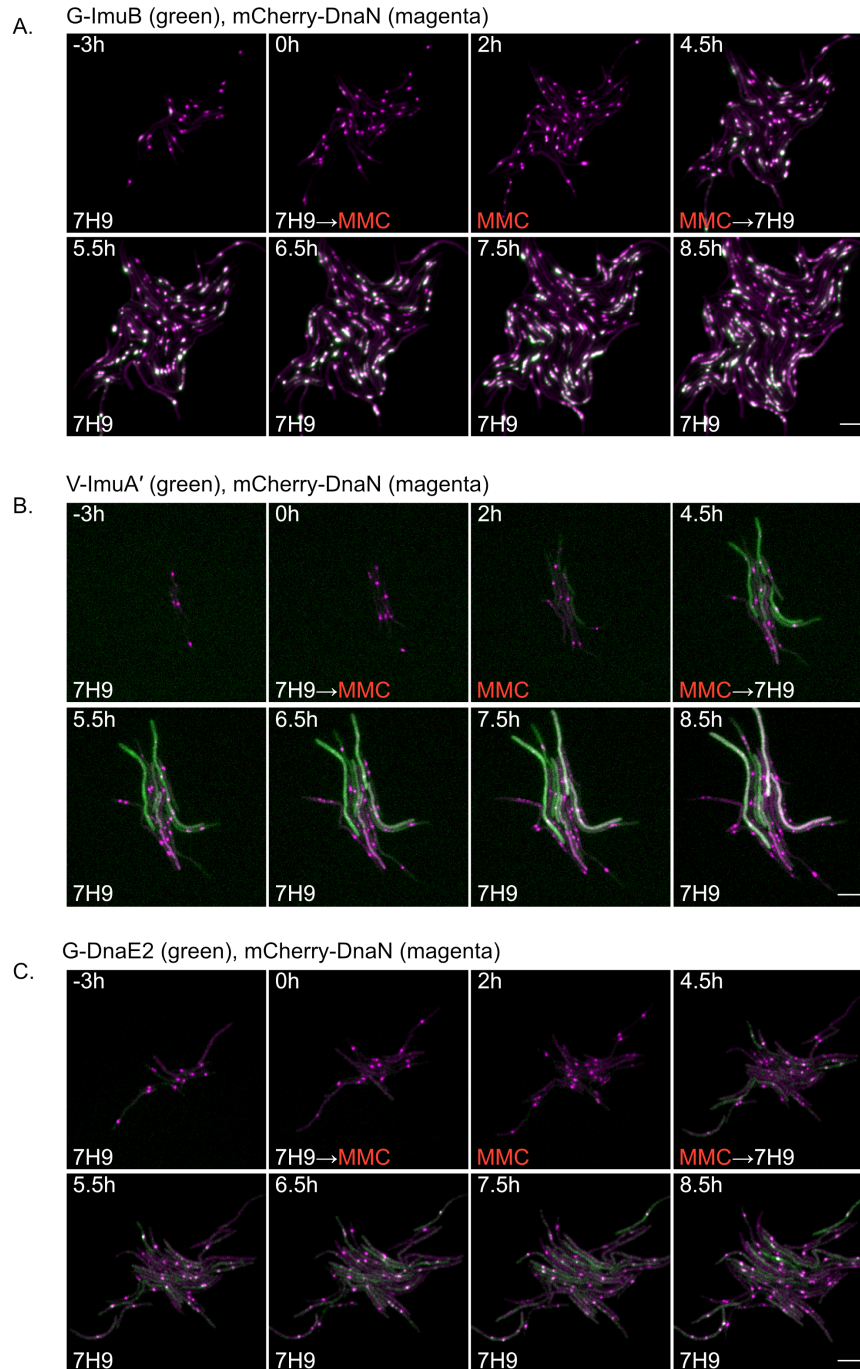 A.
G-ImuB (green), mCherry-DnaN (magenta)
-3h 0h 2h 4.5h
7H9 7H9→MMC MMC MMC→7H9
5.5h 6.5h 7.5h 8.5h
7H9 7H9 7H9 7H9
B.
V-ImuA′ (green), mCherry-DnaN (magenta)
-3h 0h 2h 4.5h
7H9 7H9→MMC MMC MMC→7H9
5.5h 6.5h 7.5h 8.5h
7H9 7H9 7H9 7H9
C.
G-DnaE2 (green), mCherry-DnaN (magenta)
-3h 0h 2h 4.5h
7H9 7H9→MMC MMC MMC→7H9
5.5h 6.5h 7.5h 8.5h
7H9 7H9 7H9 7H9